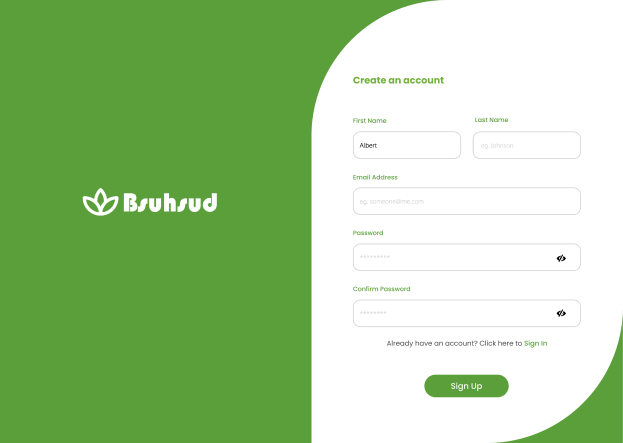 Create an account
First Name
Last Name
Albert
eg. Johnson
Email Address
eg. someone@me.com
Password
*********
Confirm Password
********
Already have an account? Click here to Sign In
Bsuhsud
Sign Up